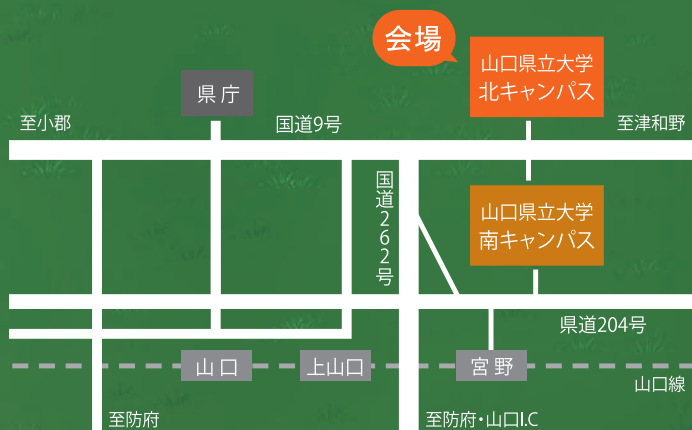 会場
山口県立大学
北キャンパス
県庁
至小郡
国道9号
至津和野
国道262号
山口県立大学
南キャンパス
県道204号
山口
上山口
宮野
山口線
至防府
至防府・山口I.C